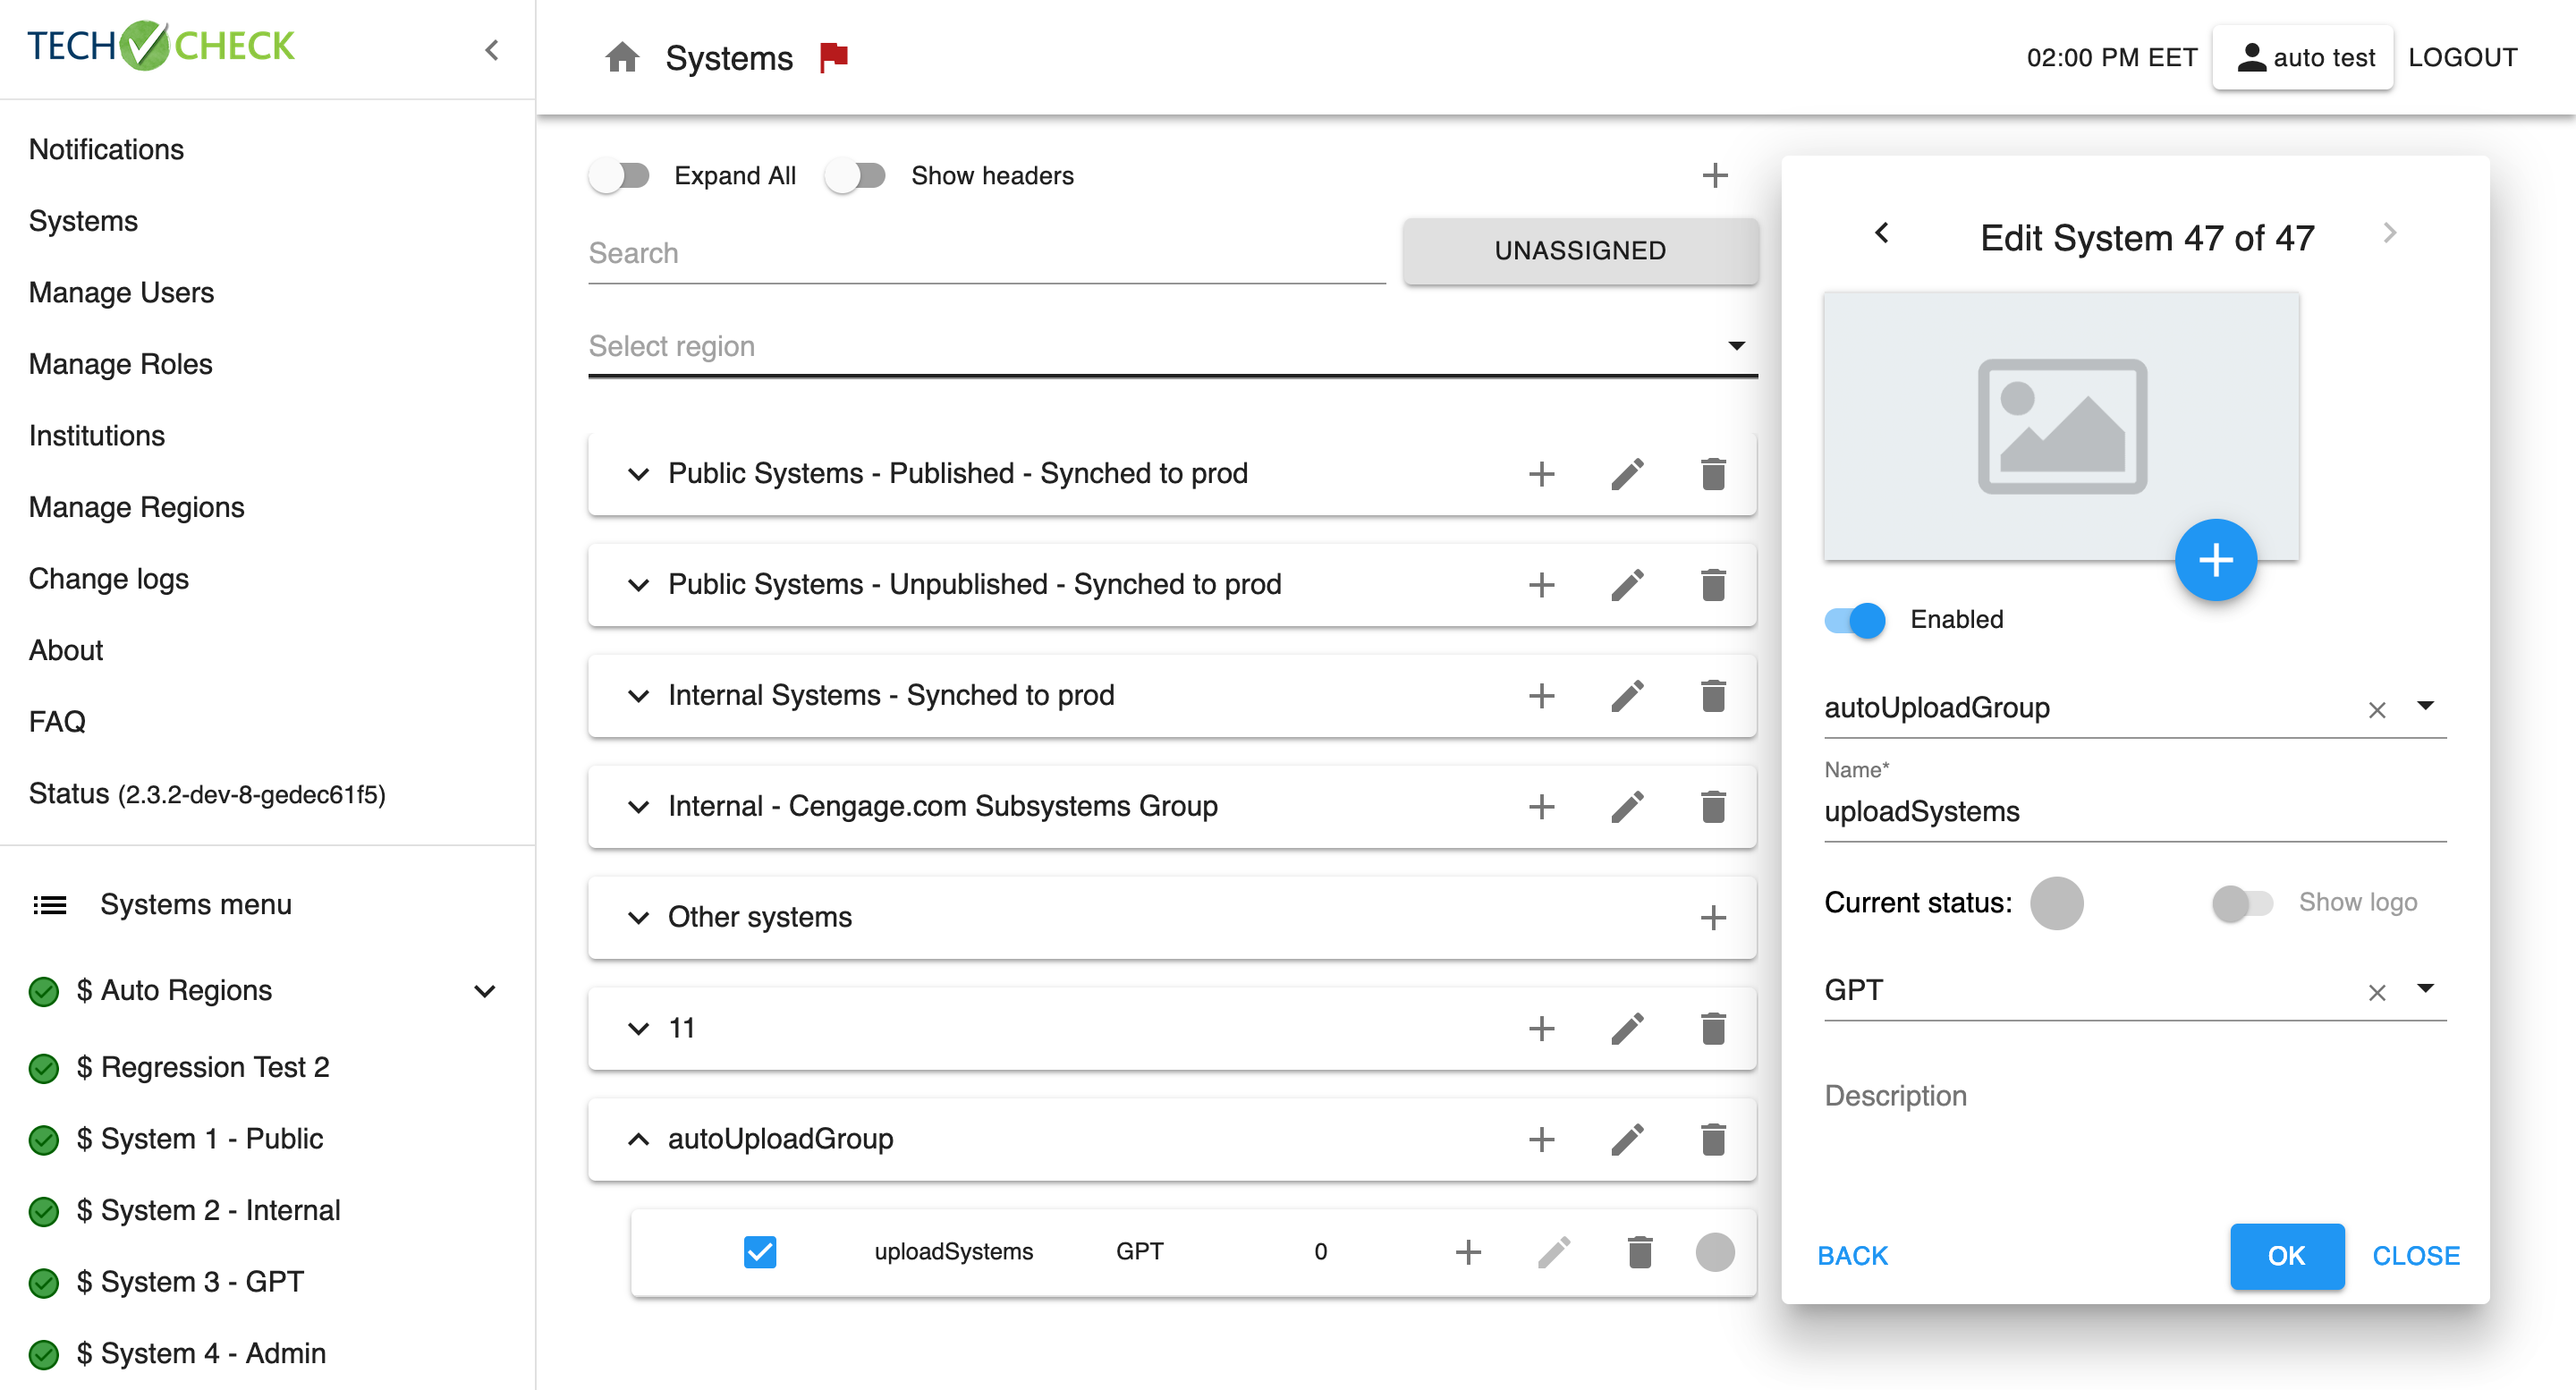 TECH CHECK
Notifications
Systems
Manage Users
Manage Roles
Institutions
Manage Regions
Change logs
About
FAQ
Status (2.3.2-dev-8-gedec61f5)
Systems menu
$ Auto Regions
$ Regression Test 2
$ System 1 - Public
$ System 2 - Internal
$ System 3 - GPT
$ System 4 - Admin
Systems
02:00 PM EET
auto test
LOGOUT
Expand All
Show headers
Search
UNASSIGNED
Select region
Public Systems - Published - Synched to prod
Public Systems - Unpublished - Synched to prod
Internal Systems - Synched to prod
Internal - Cengage.com Subsystems Group
Other systems
11
autoUploadGroup
uploadSystems GPT 0
Edit System 47 of 47
Enabled
autoUploadGroup
Name*
uploadSystems
Current status:
Show logo
GPT
Description
BACK
OK
CLOSE